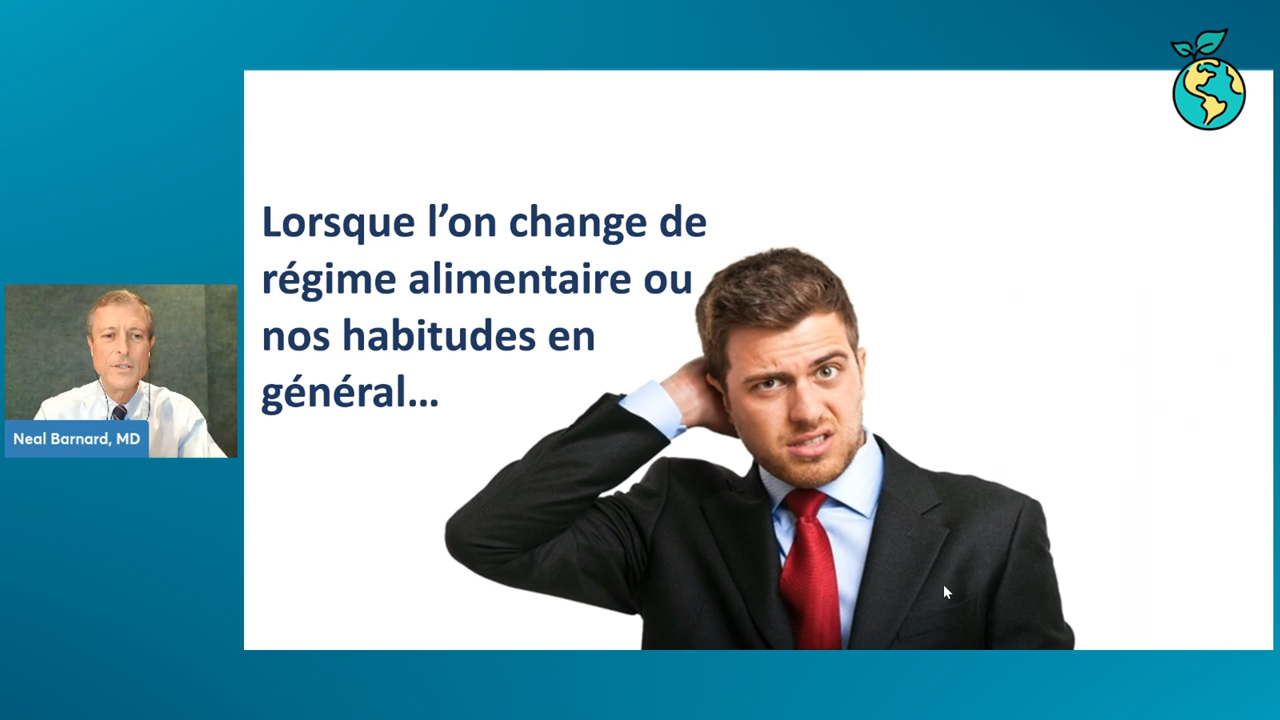 Lorsque l’on change de
régime alimentaire ou
nos habitudes en
général…
Neal Barnard, MD